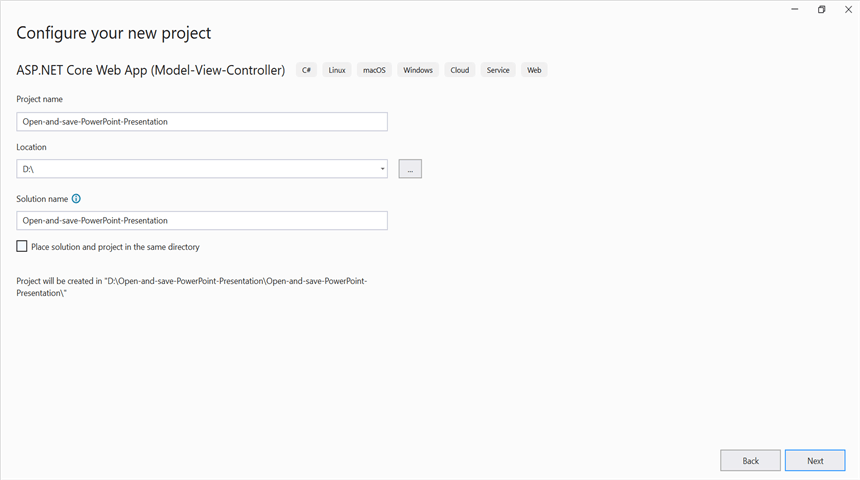 Configure your new project
ASP.NET Core Web App (Model-View-Controller) C# Linux macOS Windows Cloud Service Web
Project name
Open-and-save-PowerPoint-Presentation
Location
D:\
...
Solution name
Open-and-save-PowerPoint-Presentation
Place solution and project in the same directory
Project will be created in "D:\Open-and-save-PowerPoint-Presentation\Open-and-save-PowerPoint-
Presentation\"
Back Next